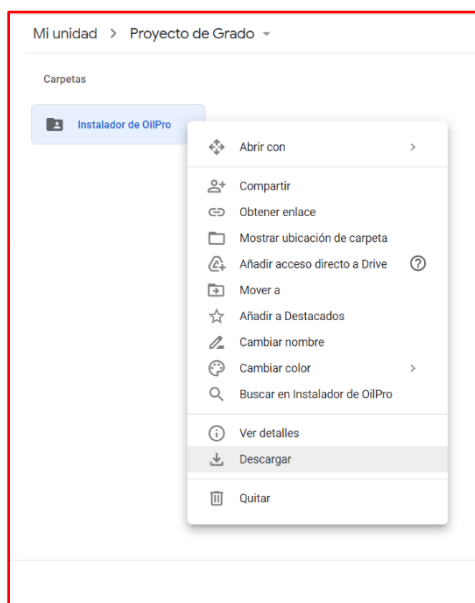 Mi unidad > Proyecto de Grado
Carpetas
Instalador de OilPro
Abrir con
Compartir
Obtener enlace
Mostrar ubicación de carpeta
Añadir acceso directo a Drive
Mover a
Añadir a Destacados
Cambiar nombre
Cambiar color
Buscar en Instalador de OilPro
Ver detalles
Descargar
Quitar